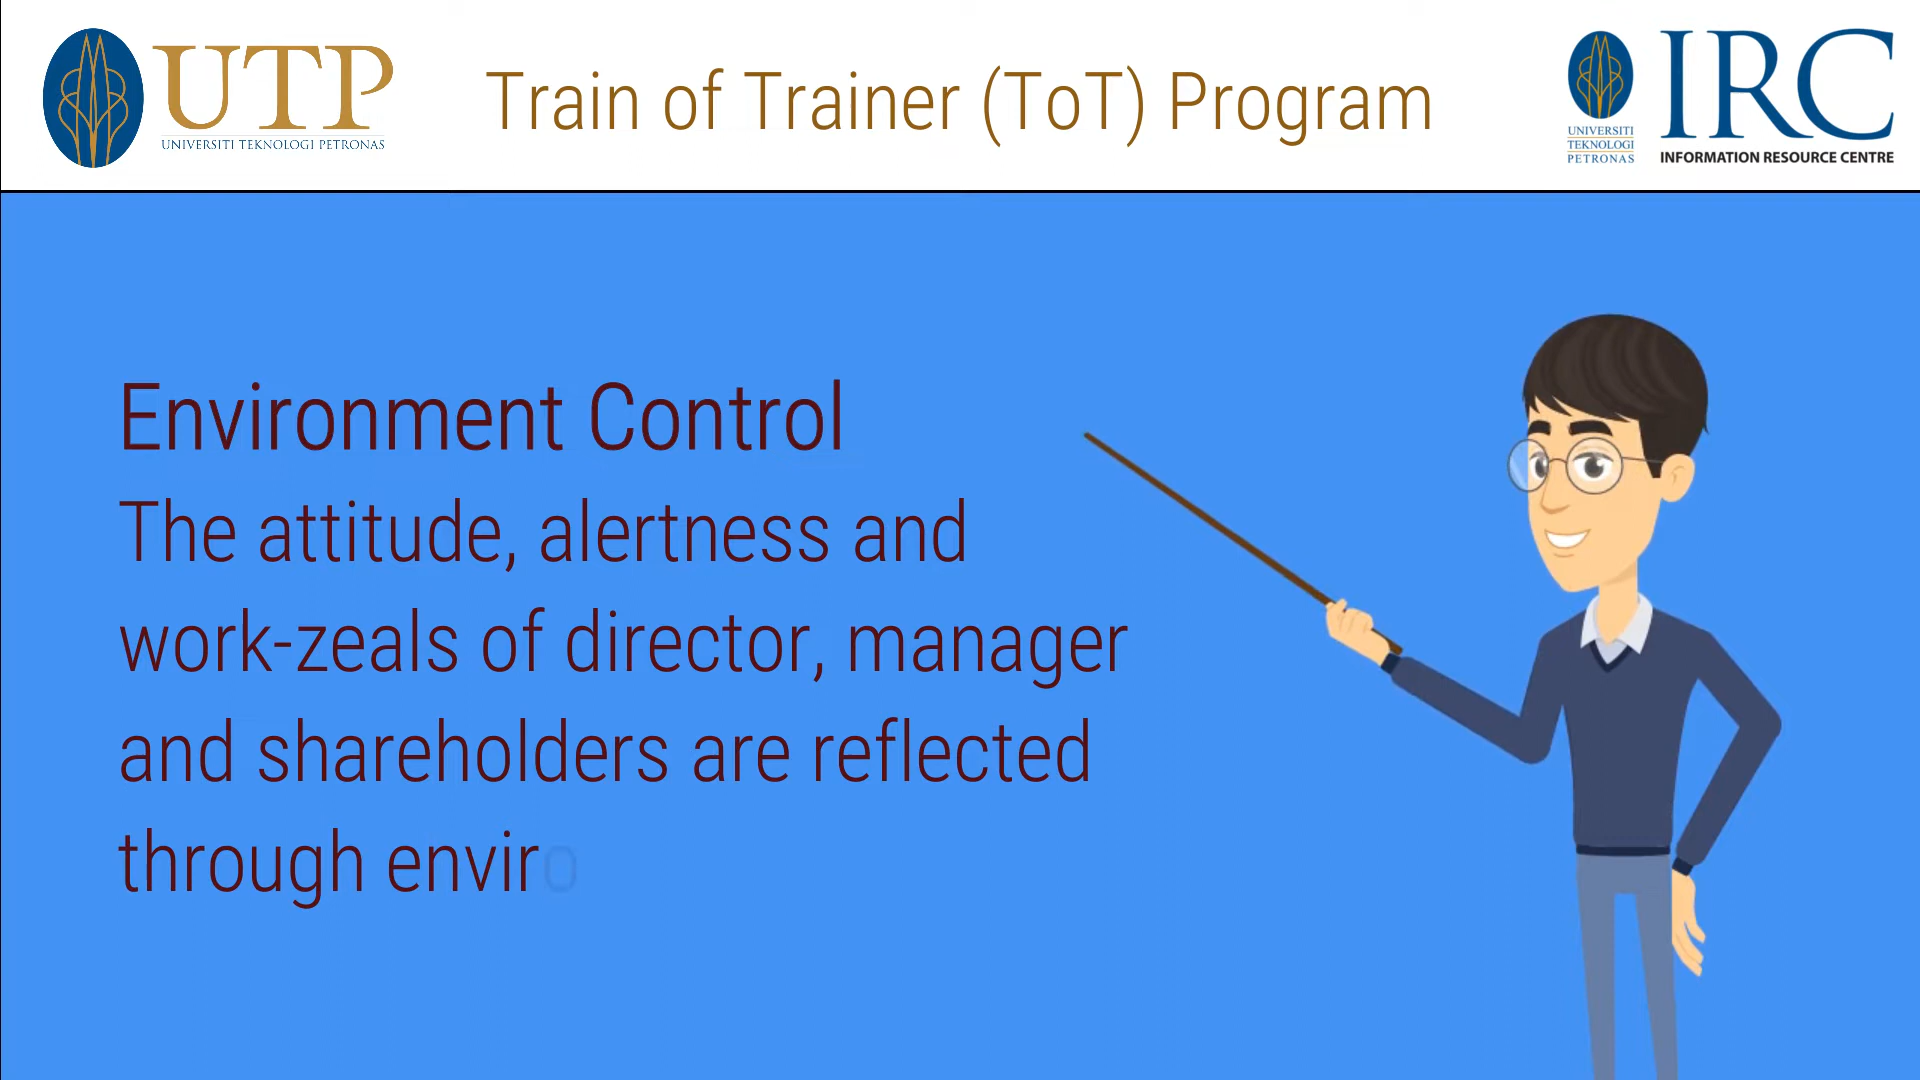 UTP
UNIVERSITI TEKNOLOGI PETRONAS
Train of Trainer (ToT) Program
UNIVERSITI
TEKNOLOGI
PETRONAS
IRC
INFORMATION RESOURCE CENTRE
Environment Control
The attitude, alertness and
work-zeals of director, manager
and shareholders are reflected
through enviro